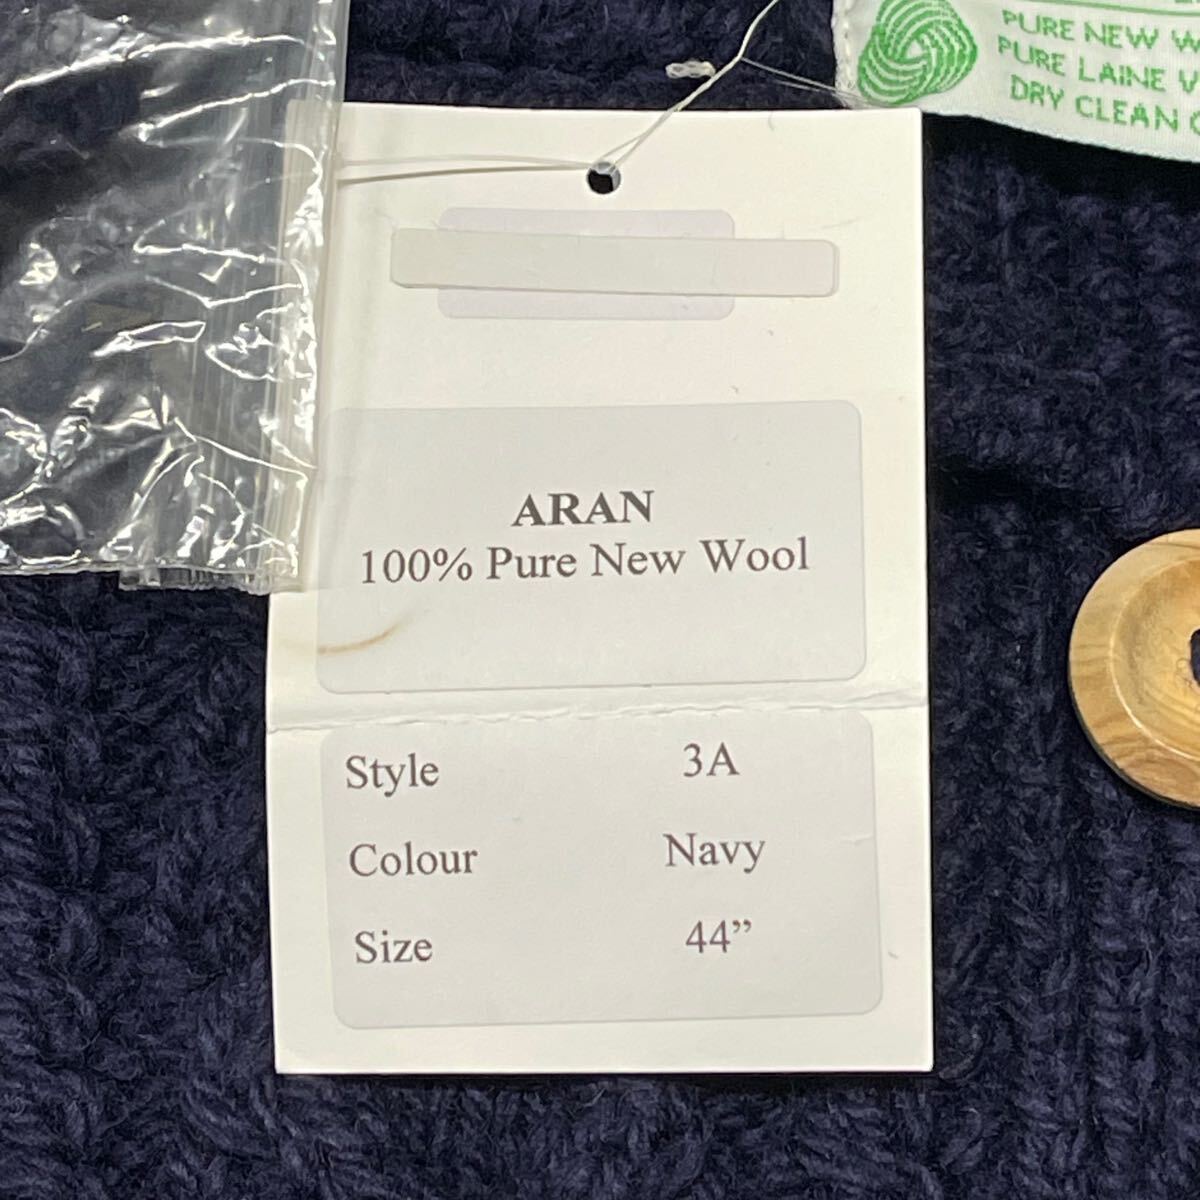 PURE NEW
PURE LAINE
DRY CLEAN
ARAN
100% Pure New Wool
Style 3A
Colour Navy
Size 44”